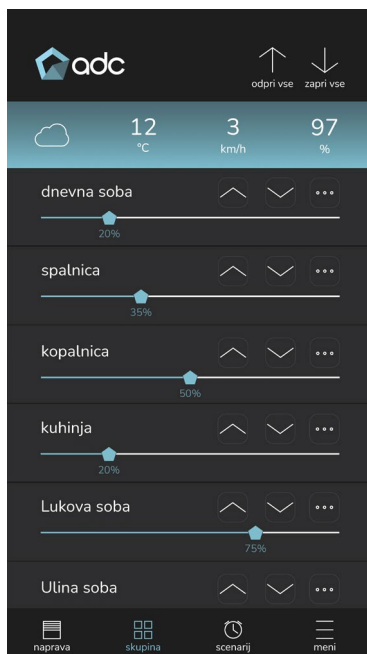 adc
odpri vse zapri vse
12 3 97
°C km/h %
dnevna soba
20%
spalnica
35%
kopalnica
50%
kuhinja
20%
Lukova soba
75%
Ulina soba
naprava skupina scenarij meni